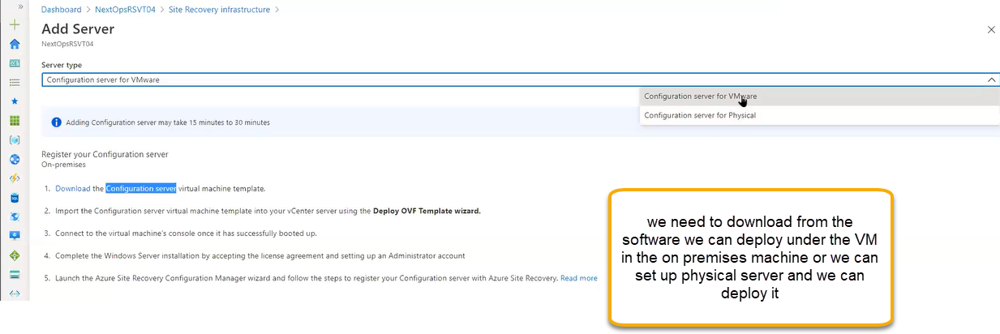 Dashboard > NextOpsRSVT04 > Site Recovery infrastructure >
Add Server
NextOpsRSVT04
Server type
Configuration server for VMware
Configuration server for VMware
Configuration server for Physical
Adding Configuration server may take 15 minutes to 30 minutes
Register your Configuration server
On-premises
1. Download the Configuration server virtual machine template.
2. Import the Configuration server virtual machine template into your vCenter server using the Deploy OVF Template wizard.
3. Connect to the virtual machine's console once it has successfully booted up.
4. Complete the Windows Server installation by accepting the license agreement and setting up an Administrator account
5. Launch the Azure Site Recovery Configuration Manager wizard and follow the steps to register your Configuration server with Azure Site Recovery. Read more
we need to download from the
software we can deploy under the VM
in the on premises machine or we can
set up physical server and we can
deploy it